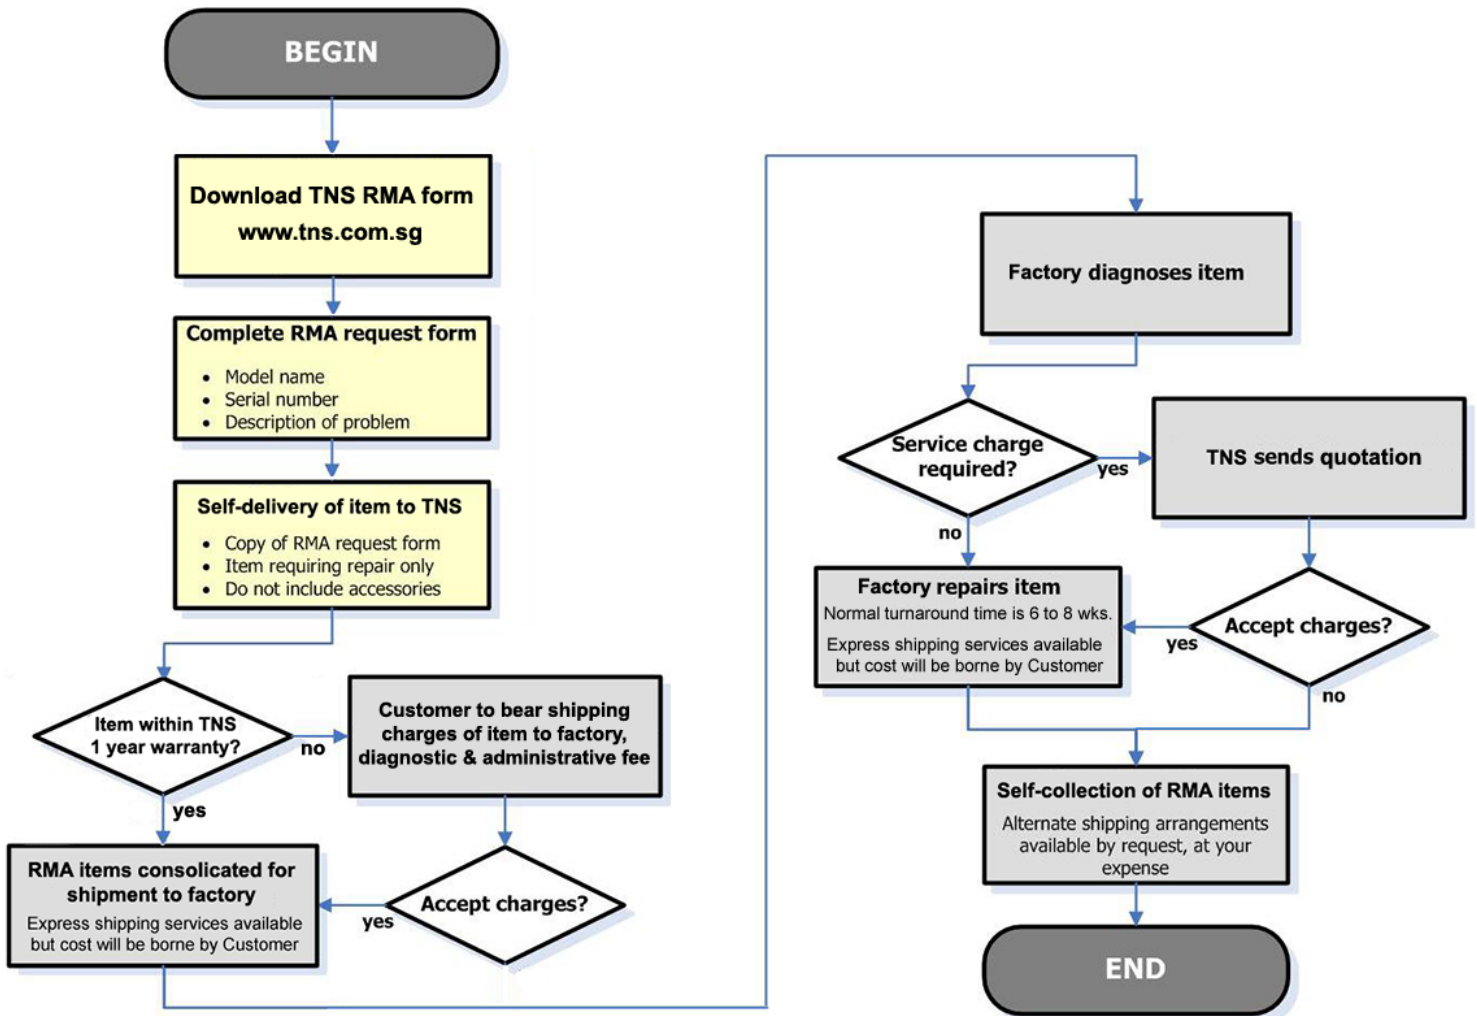 BEGIN
Download TNS RMA form
www.tns.com.sg
Complete RMA request form
• Model name
• Serial number
• Description of problem
Self-delivery of item to TNS
• Copy of RMA request form
• Item requiring repair only
• Do not include accessories
Item within TNS
1 year warranty?
no
yes
Customer to bear shipping
charges of item to factory,
diagnostic & administrative fee
Accept charges?
yes
RMA items consolicated for
shipment to factory
Express shipping services available
but cost will be borne by Customer
Factory diagnoses item
Service charge
required?
yes
no
TNS sends quotation
Accept charges?
yes
no
Factory repairs item
Normal turnaround time is 6 to 8 wks.
Express shipping services available
but cost will be borne by Customer
Self-collection of RMA items
Alternate shipping arrangements
available by request, at your
expense
END